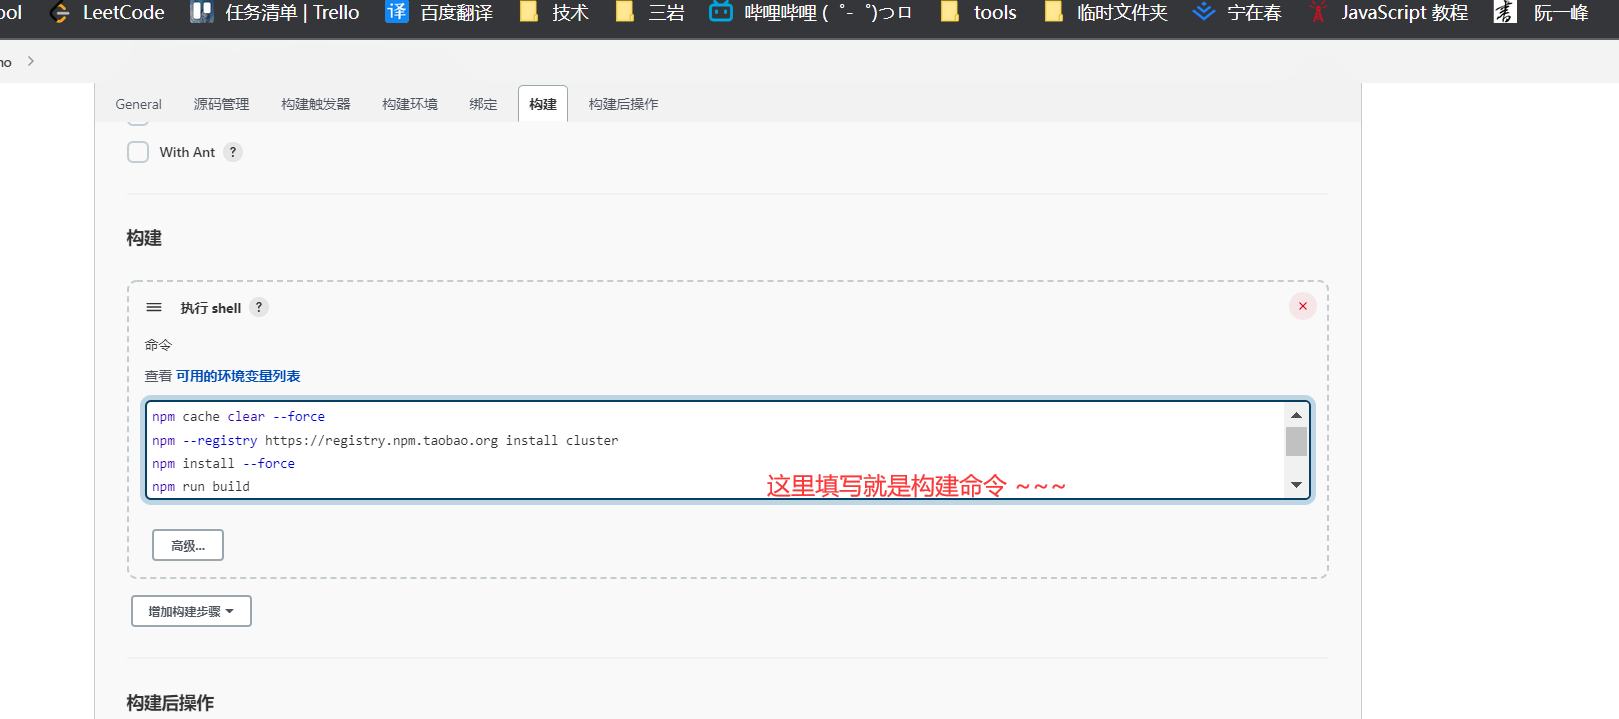 ool LeetCode 任务清单 | Trello 译 百度翻译 技术 三岩 哔哩哔哩 ( ゜- ゜)つロ tools 临时文件夹 宁在春 JavaScript 教程 阮一峰
no
General 源码管理 构建触发器 构建环境 绑定 构建 构建后操作
With Ant ?
构建
执行 shell ?
命令
查看 可用的环境变量列表
npm cache clear --force
npm --registry https://registry.npm.taobao.org install cluster
npm install --force
npm run build
这里填写就是构建命令 ~~~
高级...
增加构建步骤
构建后操作